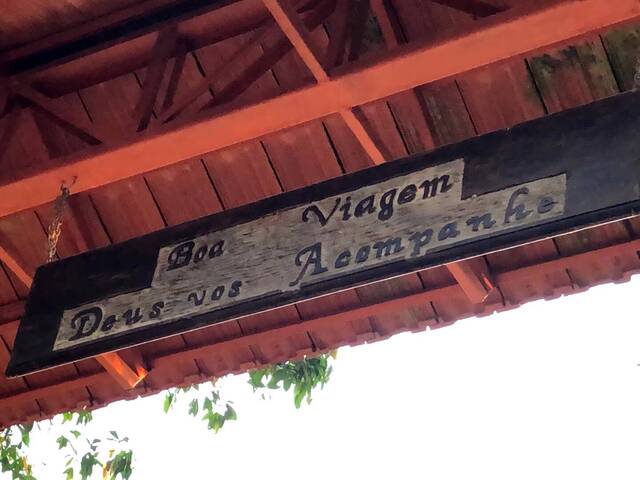 Boa Viagem
Deus vos Acompanhe